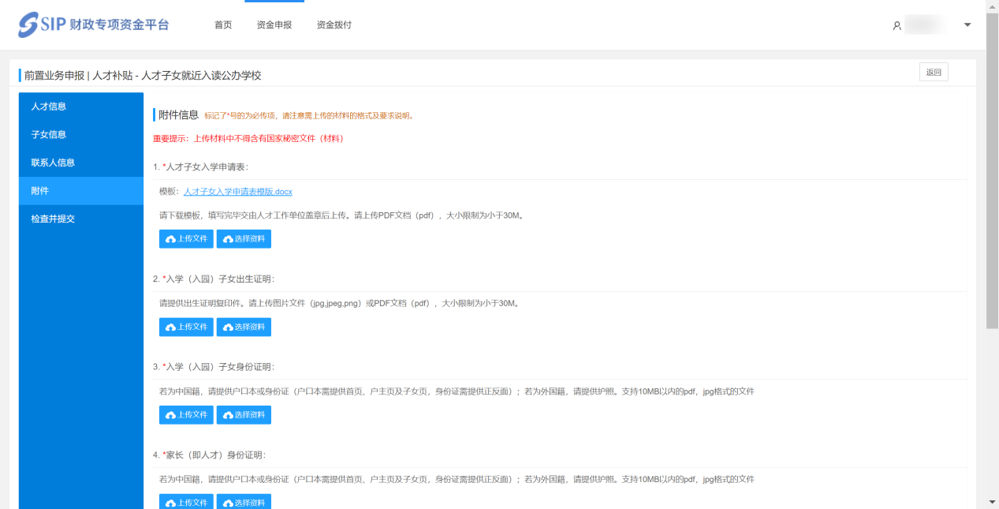 SIP 财政专项资金平台
首页
资金申报
资金拨付
前置业务申报 | 人才补贴 - 人才子女就近入读公办学校
返回
人才信息
子女信息
联系人信息
附件
检查并提交
附件信息 标记了*号的为必传项，请注意需上传的材料的格式及要求说明。
重要提示：上传材料中不得含有国家秘密文件（材料）
1. *人才子女入学申请表：
模板：人才子女入学申请表模版.docx
请下载模板，填写完毕交由人才工作单位盖章后上传。请上传PDF文档（pdf），大小限制为小于30M。
上传文件 选择资料
2. *入学（入园）子女出生证明：
请提供出生证明复印件。请上传图片文件（jpg,jpeg,png）或PDF文档（pdf），大小限制为小于30M。
上传文件 选择资料
3. *入学（入园）子女身份证明：
若为中国籍，请提供户口本或身份证（户口本需提供首页、户主页及子女页，身份证需提供正反面）；若为外国籍，请提供护照。支持10MB以内的pdf，jpg格式的文件
上传文件 选择资料
4. *家长（即人才）身份证明：
若为中国籍，请提供户口本或身份证（户口本需提供首页、户主页及子女页，身份证需提供正反面）；若为外国籍，请提供护照。支持10MB以内的pdf，jpg格式的文件
上传文件 选择资料